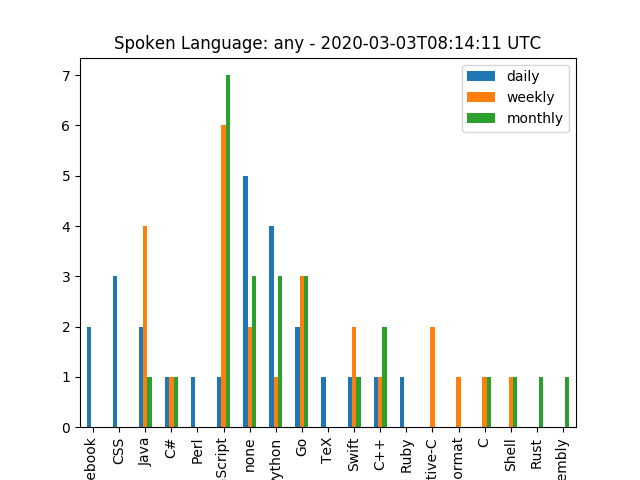 Spoken Language: any - 2020-03-03T08:14:11 UTC
daily
weekly
monthly
7
6
5
4
3
2
1
0
ebook
CSS
Java
C#
Perl
Script
none
ython
Go
TeX
Swift
C++
Ruby
tive-C
ormat
C
Shell
Rust
embly